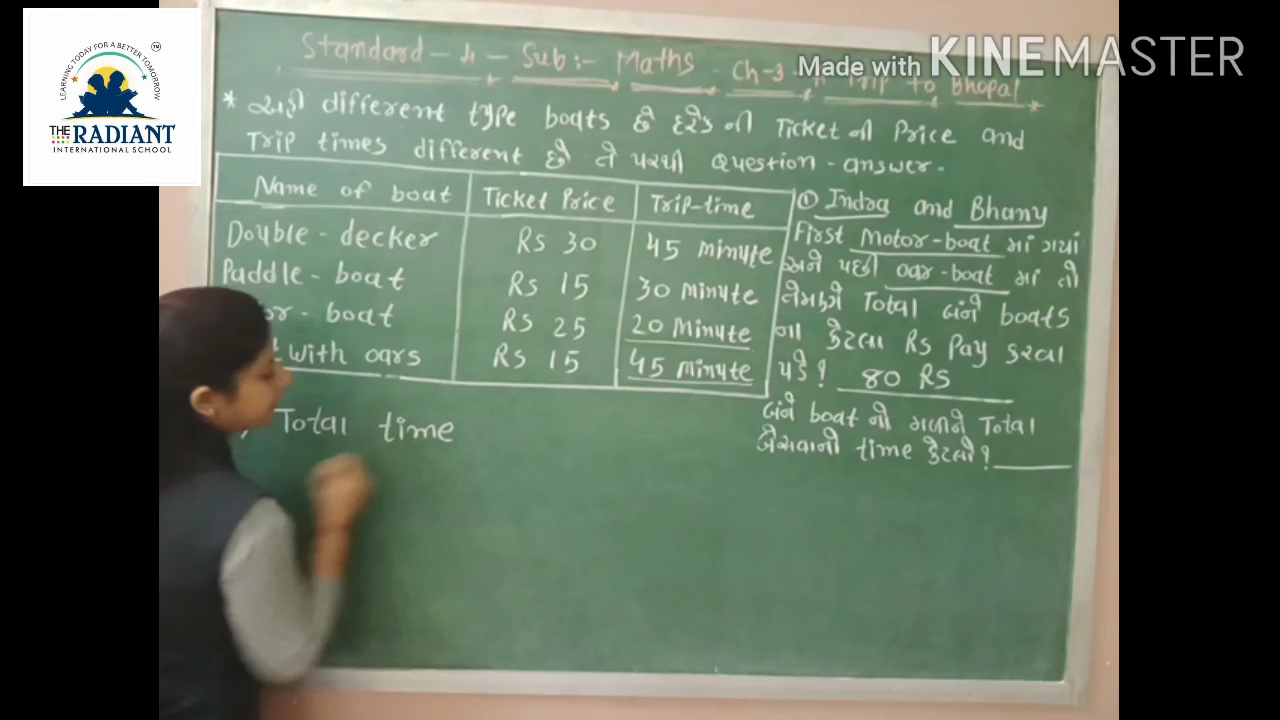 LEARNING TODAY FOR A BETTER TOMORROW
TM
THE RADIANT
INTERNATIONAL SCHOOL
Made with KINEMASTER
Standard - 4 - Sub :- Maths - Ch-3 - A Trip to Bhopal
* અહી different type boats છે દરેક ની Ticket ની Price and
Trip times different છે તે પરથી Question - answer.
Name of boat Ticket Price Trip-time
Double - decker Rs 30 45 Minute
Paddle - boat Rs 15 30 Minute
or - boat Rs 25 20 Minute
with oars Rs 15 45 Minute
① Indra and Bhanu
First Motor-boat માં ગયાં
અને પછી oar-boat માં તો
તેમણે Total બંને boats
ના કેટલા Rs Pay કરવા
પડે? 80 RS
બંને boat નો મળીને Total
બેસવાનો time કેટલો?
Total time